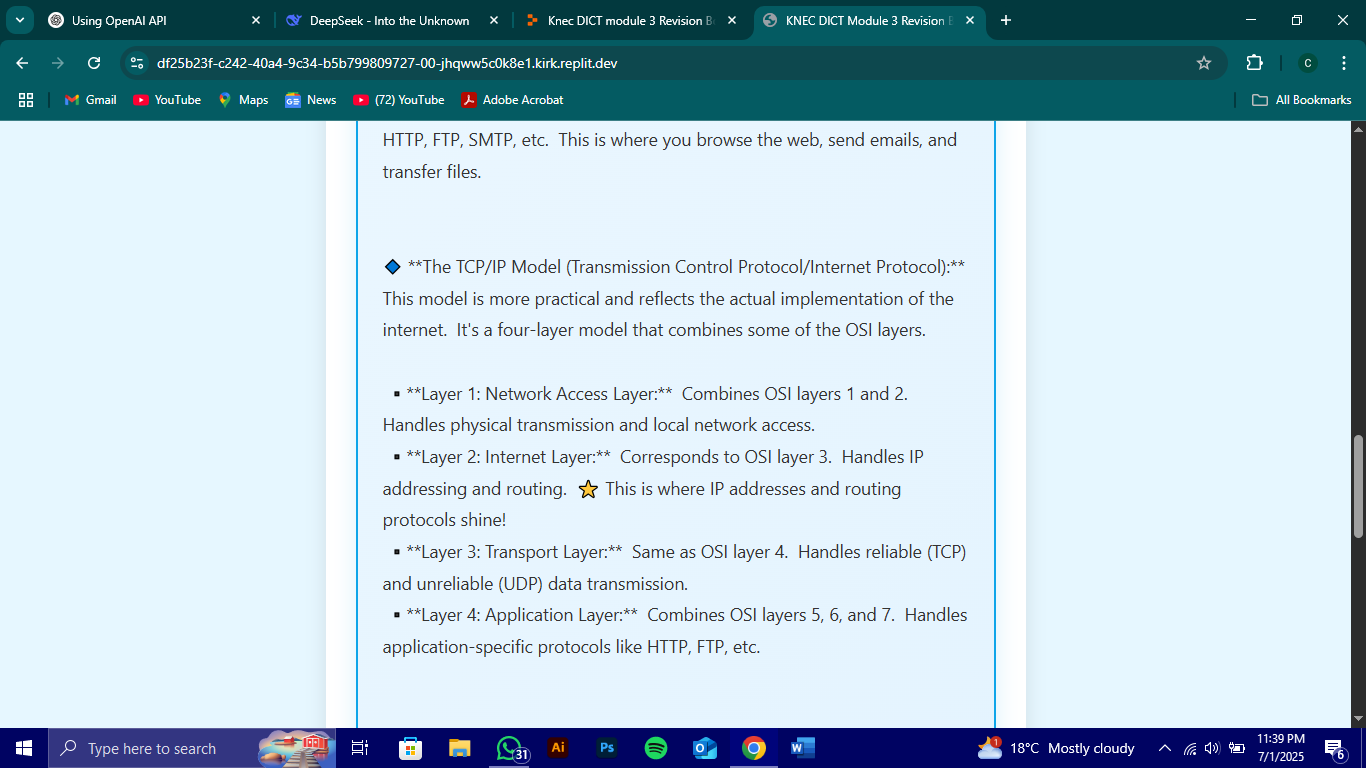 Using OpenAI API
DeepSeek - Into the Unknown
Knec DICT module 3 Revision B
KNEC DICT Module 3 Revision B
df25b23f-c242-40a4-9c34-b5b799809727-00-jhqww5c0k8e1.kirk.replit.dev
C
Gmail
YouTube
Maps
News
(72) YouTube
Adobe Acrobat
All Bookmarks
HTTP, FTP, SMTP, etc.  This is where you browse the web, send emails, and
transfer files.
🔷 **The TCP/IP Model (Transmission Control Protocol/Internet Protocol):**
This model is more practical and reflects the actual implementation of the
internet.  It's a four-layer model that combines some of the OSI layers.
▪ **Layer 1: Network Access Layer:**  Combines OSI layers 1 and 2.
Handles physical transmission and local network access.
▪ **Layer 2: Internet Layer:**  Corresponds to OSI layer 3.  Handles IP
addressing and routing.  ⭐ This is where IP addresses and routing
protocols shine!
▪ **Layer 3: Transport Layer:**  Same as OSI layer 4.  Handles reliable (TCP)
and unreliable (UDP) data transmission.
▪ **Layer 4: Application Layer:**  Combines OSI layers 5, 6, and 7.  Handles
application-specific protocols like HTTP, FTP, etc.
Type here to search
31
Ai
Ps
W
1
18°C Mostly cloudy
11:39 PM
7/1/2025
6